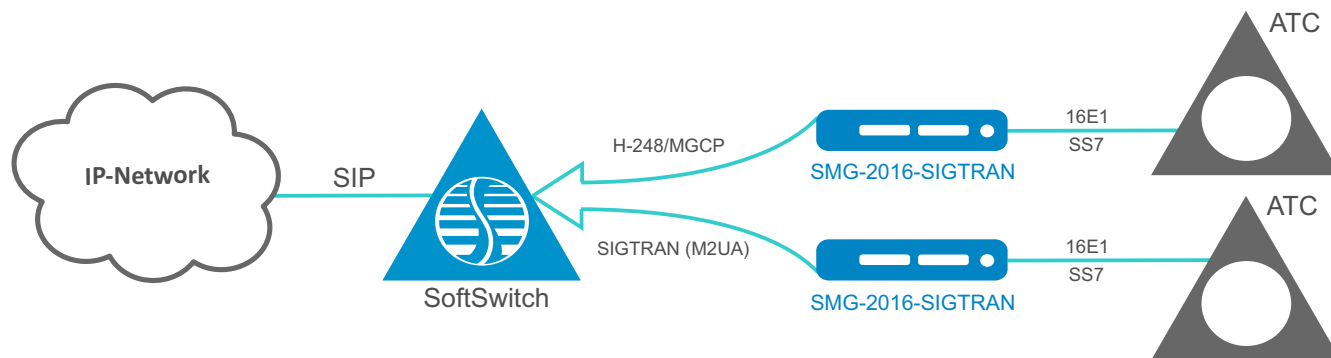 ATC
16E1
SS7
H-248/MGCP
SMG-2016-SIGTRAN
IP-Network
SIP
SoftSwitch
SIGTRAN (M2UA)
ATC
16E1
SS7
SMG-2016-SIGTRAN